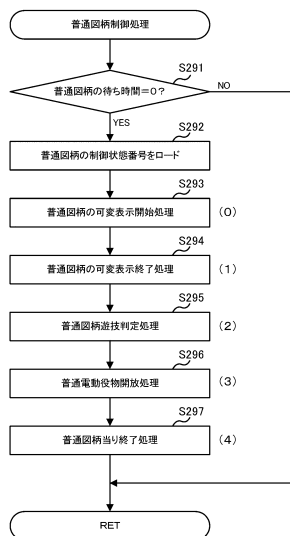 普通図柄制御処理
S291
普通図柄の待ち時間＝0？
NO
YES
S292
普通図柄の制御状態番号をロード
S293
普通図柄の可変表示開始処理
(0)
S294
普通図柄の可変表示終了処理
(1)
S295
普通図柄遊技判定処理
(2)
S296
普通電動役物開放処理
(3)
S297
普通図柄当り終了処理
(4)
RET